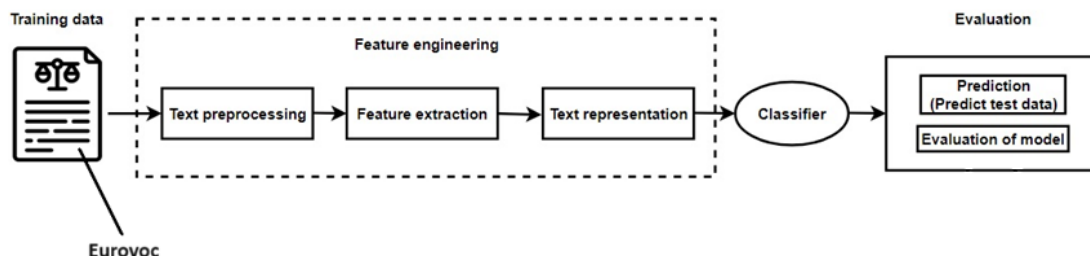 Training data
Evaluation
Feature engineering
Text preprocessing
Feature extraction
Text representation
Classifier
Prediction
(Predict test data)
Evaluation of model
Eurovoc